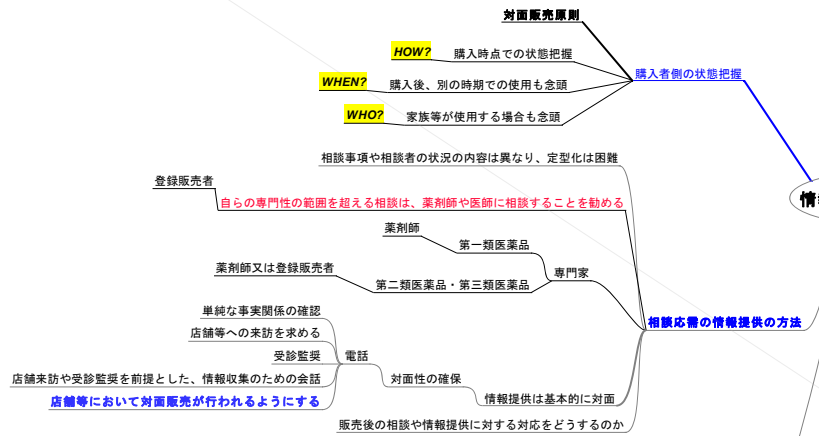 対面販売原則
HOW? 購入時点での状態把握
WHEN? 購入後、別の時期での使用も念頭
WHO? 家族等が使用する場合も念頭
購入者側の状態把握
相談事項や相談者の状況の内容は異なり、定型化は困難
登録販売者
自らの専門性の範囲を超える相談は、薬剤師や医師に相談することを勧める
薬剤師
第一類医薬品
薬剤師又は登録販売者
第二類医薬品・第三類医薬品
専門家
相談応需の情報提供の方法
単純な事実関係の確認
店舗等への来訪を求める
受診監奨
店舗来訪や受診監奨を前提とした、情報収集のための会話
店舗等において対面販売が行われるようにする
電話
対面性の確保
情報提供は基本的に対面
販売後の相談や情報提供に対する対応をどうするのか
情